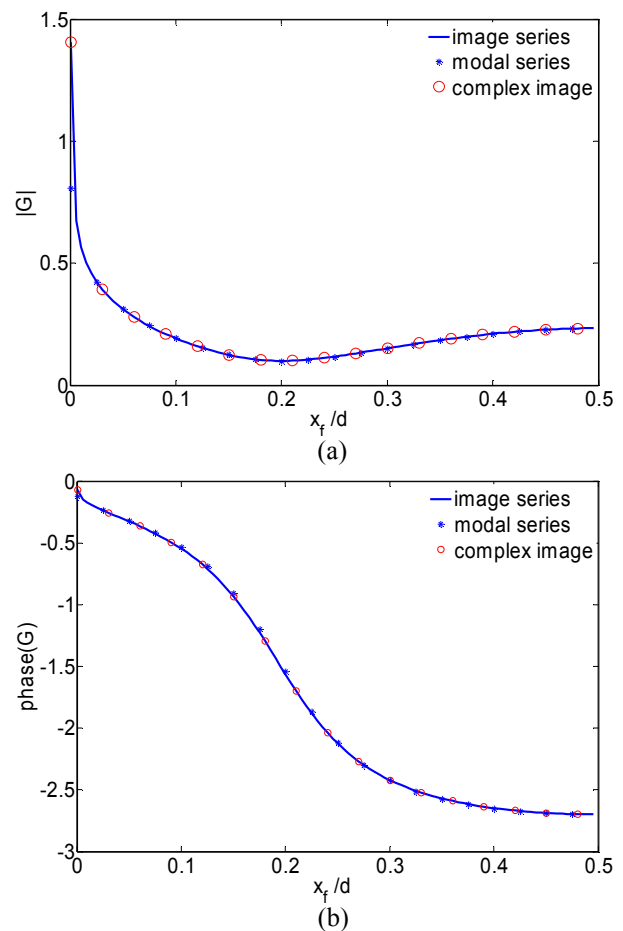 1.5
image series
modal series
complex image
1
|G|
0.5
0
0 0.1 0.2 0.3 0.4 0.5
x_f /d
(a)
0
image series
modal series
complex image
-0.5
-1
phase(G)
-1.5
-2
-2.5
-3
0 0.1 0.2 0.3 0.4 0.5
x_f /d
(b)